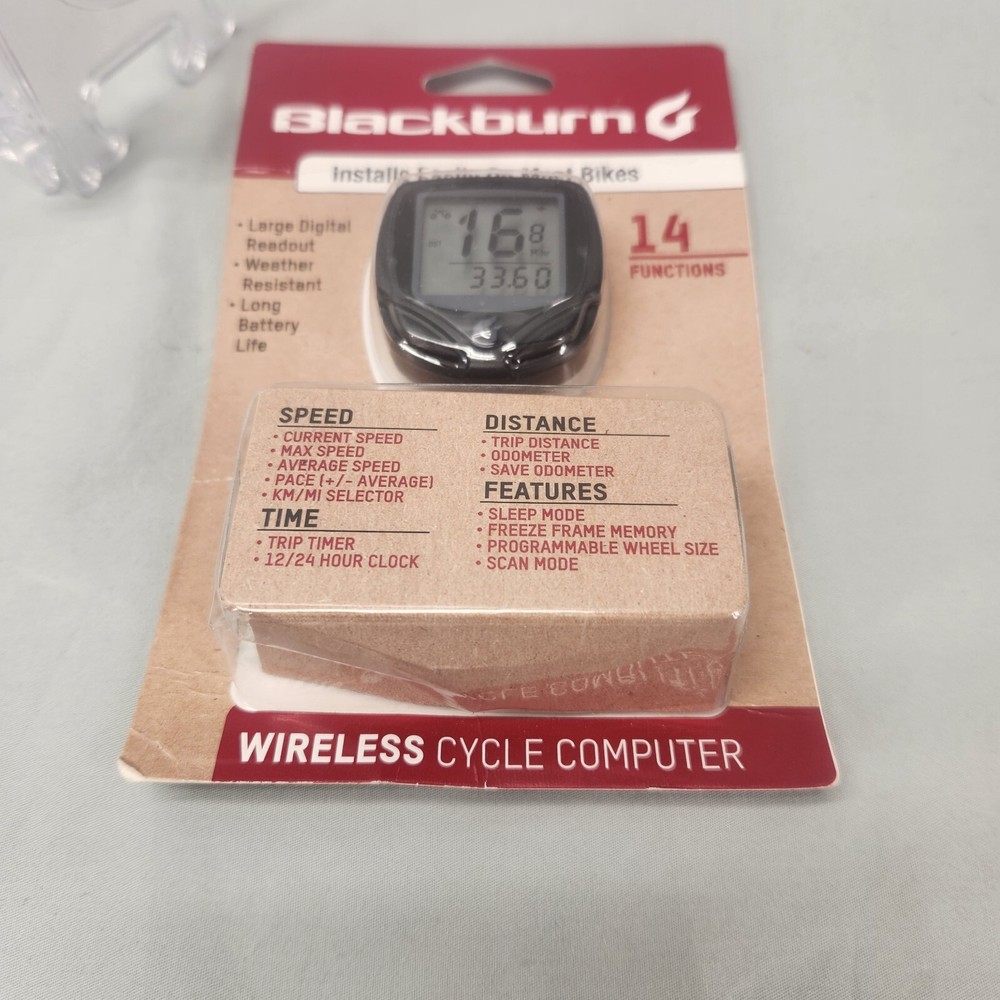 Blackburn
Installs Easily On Most Bikes
• Large Digital
Readout
• Weather
Resistant
• Long
Battery
Life
16 8
33.60
14
FUNCTIONS
SPEED
• CURRENT SPEED
• MAX SPEED
• AVERAGE SPEED
• PACE (+/- AVERAGE)
• KM/MI SELECTOR
TIME
• TRIP TIMER
• 12/24 HOUR CLOCK
DISTANCE
• TRIP DISTANCE
• ODOMETER
• SAVE ODOMETER
FEATURES
• SLEEP MODE
• FREEZE FRAME MEMORY
• PROGRAMMABLE WHEEL SIZE
• SCAN MODE
WIRELESS CYCLE COMPUTER